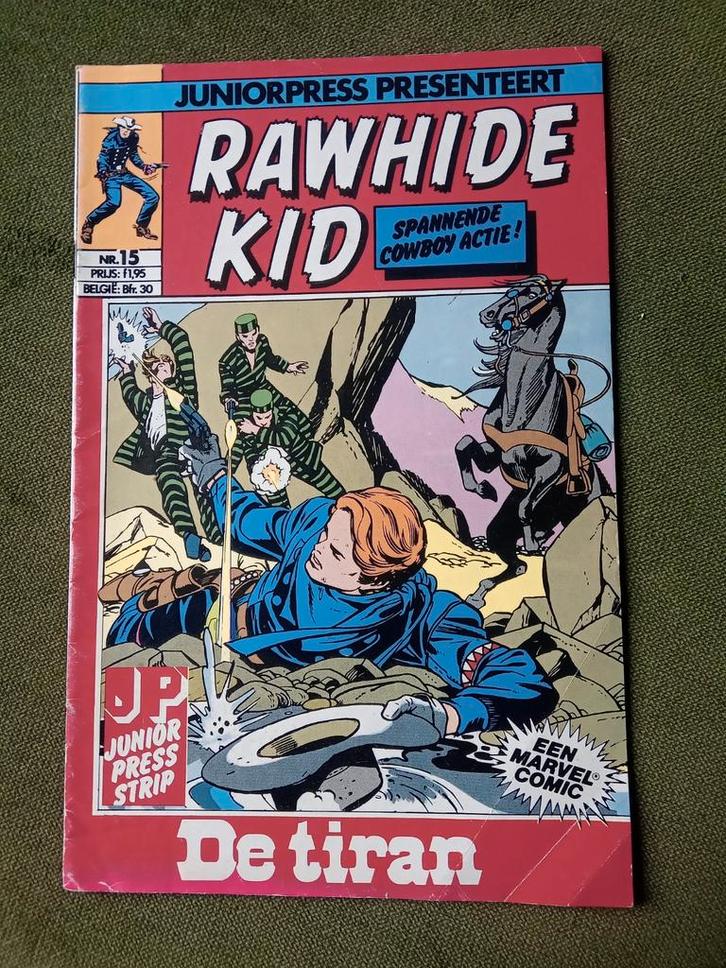 JUNIORPRESS PRESENTEERT
RAWHIDE
KID
SPANNENDE
COWBOY ACTIE!
NR. 15
PRIJS: f1,95
BELGIË: Bfr. 30
JP
JUNIOR
PRESS
STRIP
EEN
MARVEL®
COMIC
De tiran